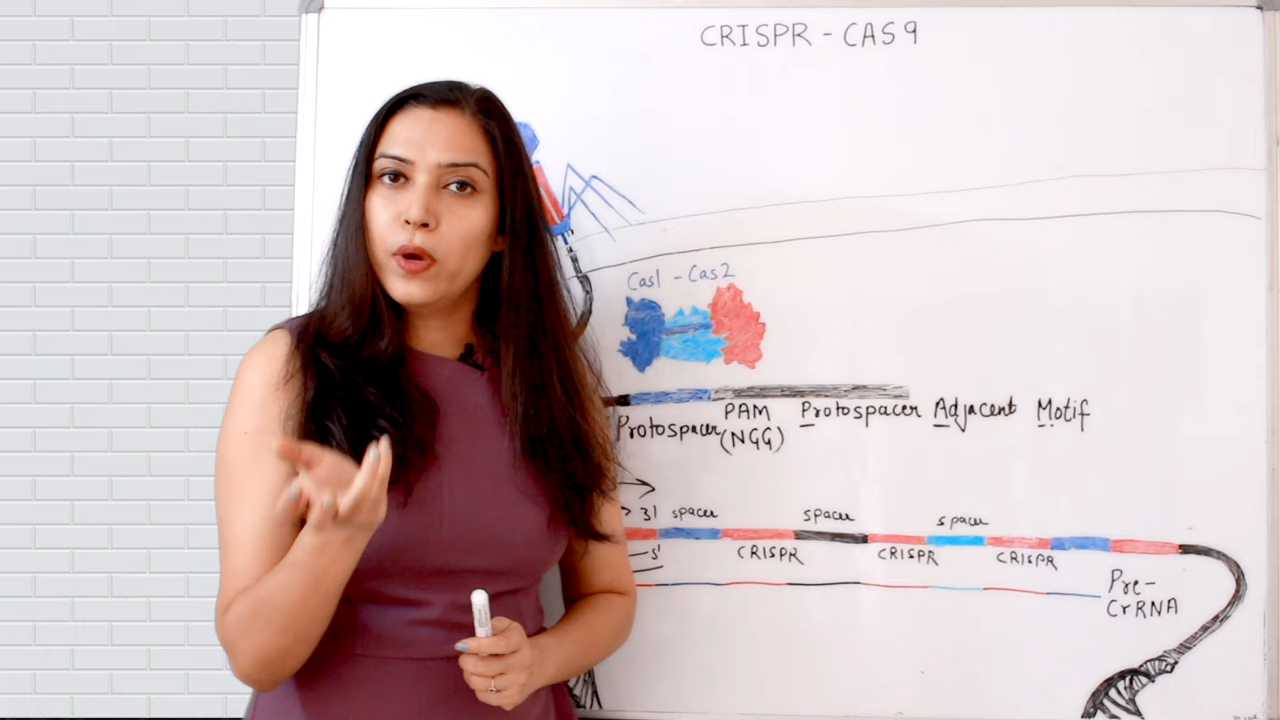 CRISPR - CAS9
Cas1 - Cas2
Protospacer PAM Protospacer Adjacent Motif
(NGG)
3' spacer spacer spacer
5' CRISPR CRISPR CRISPR
Pre-
CrRNA